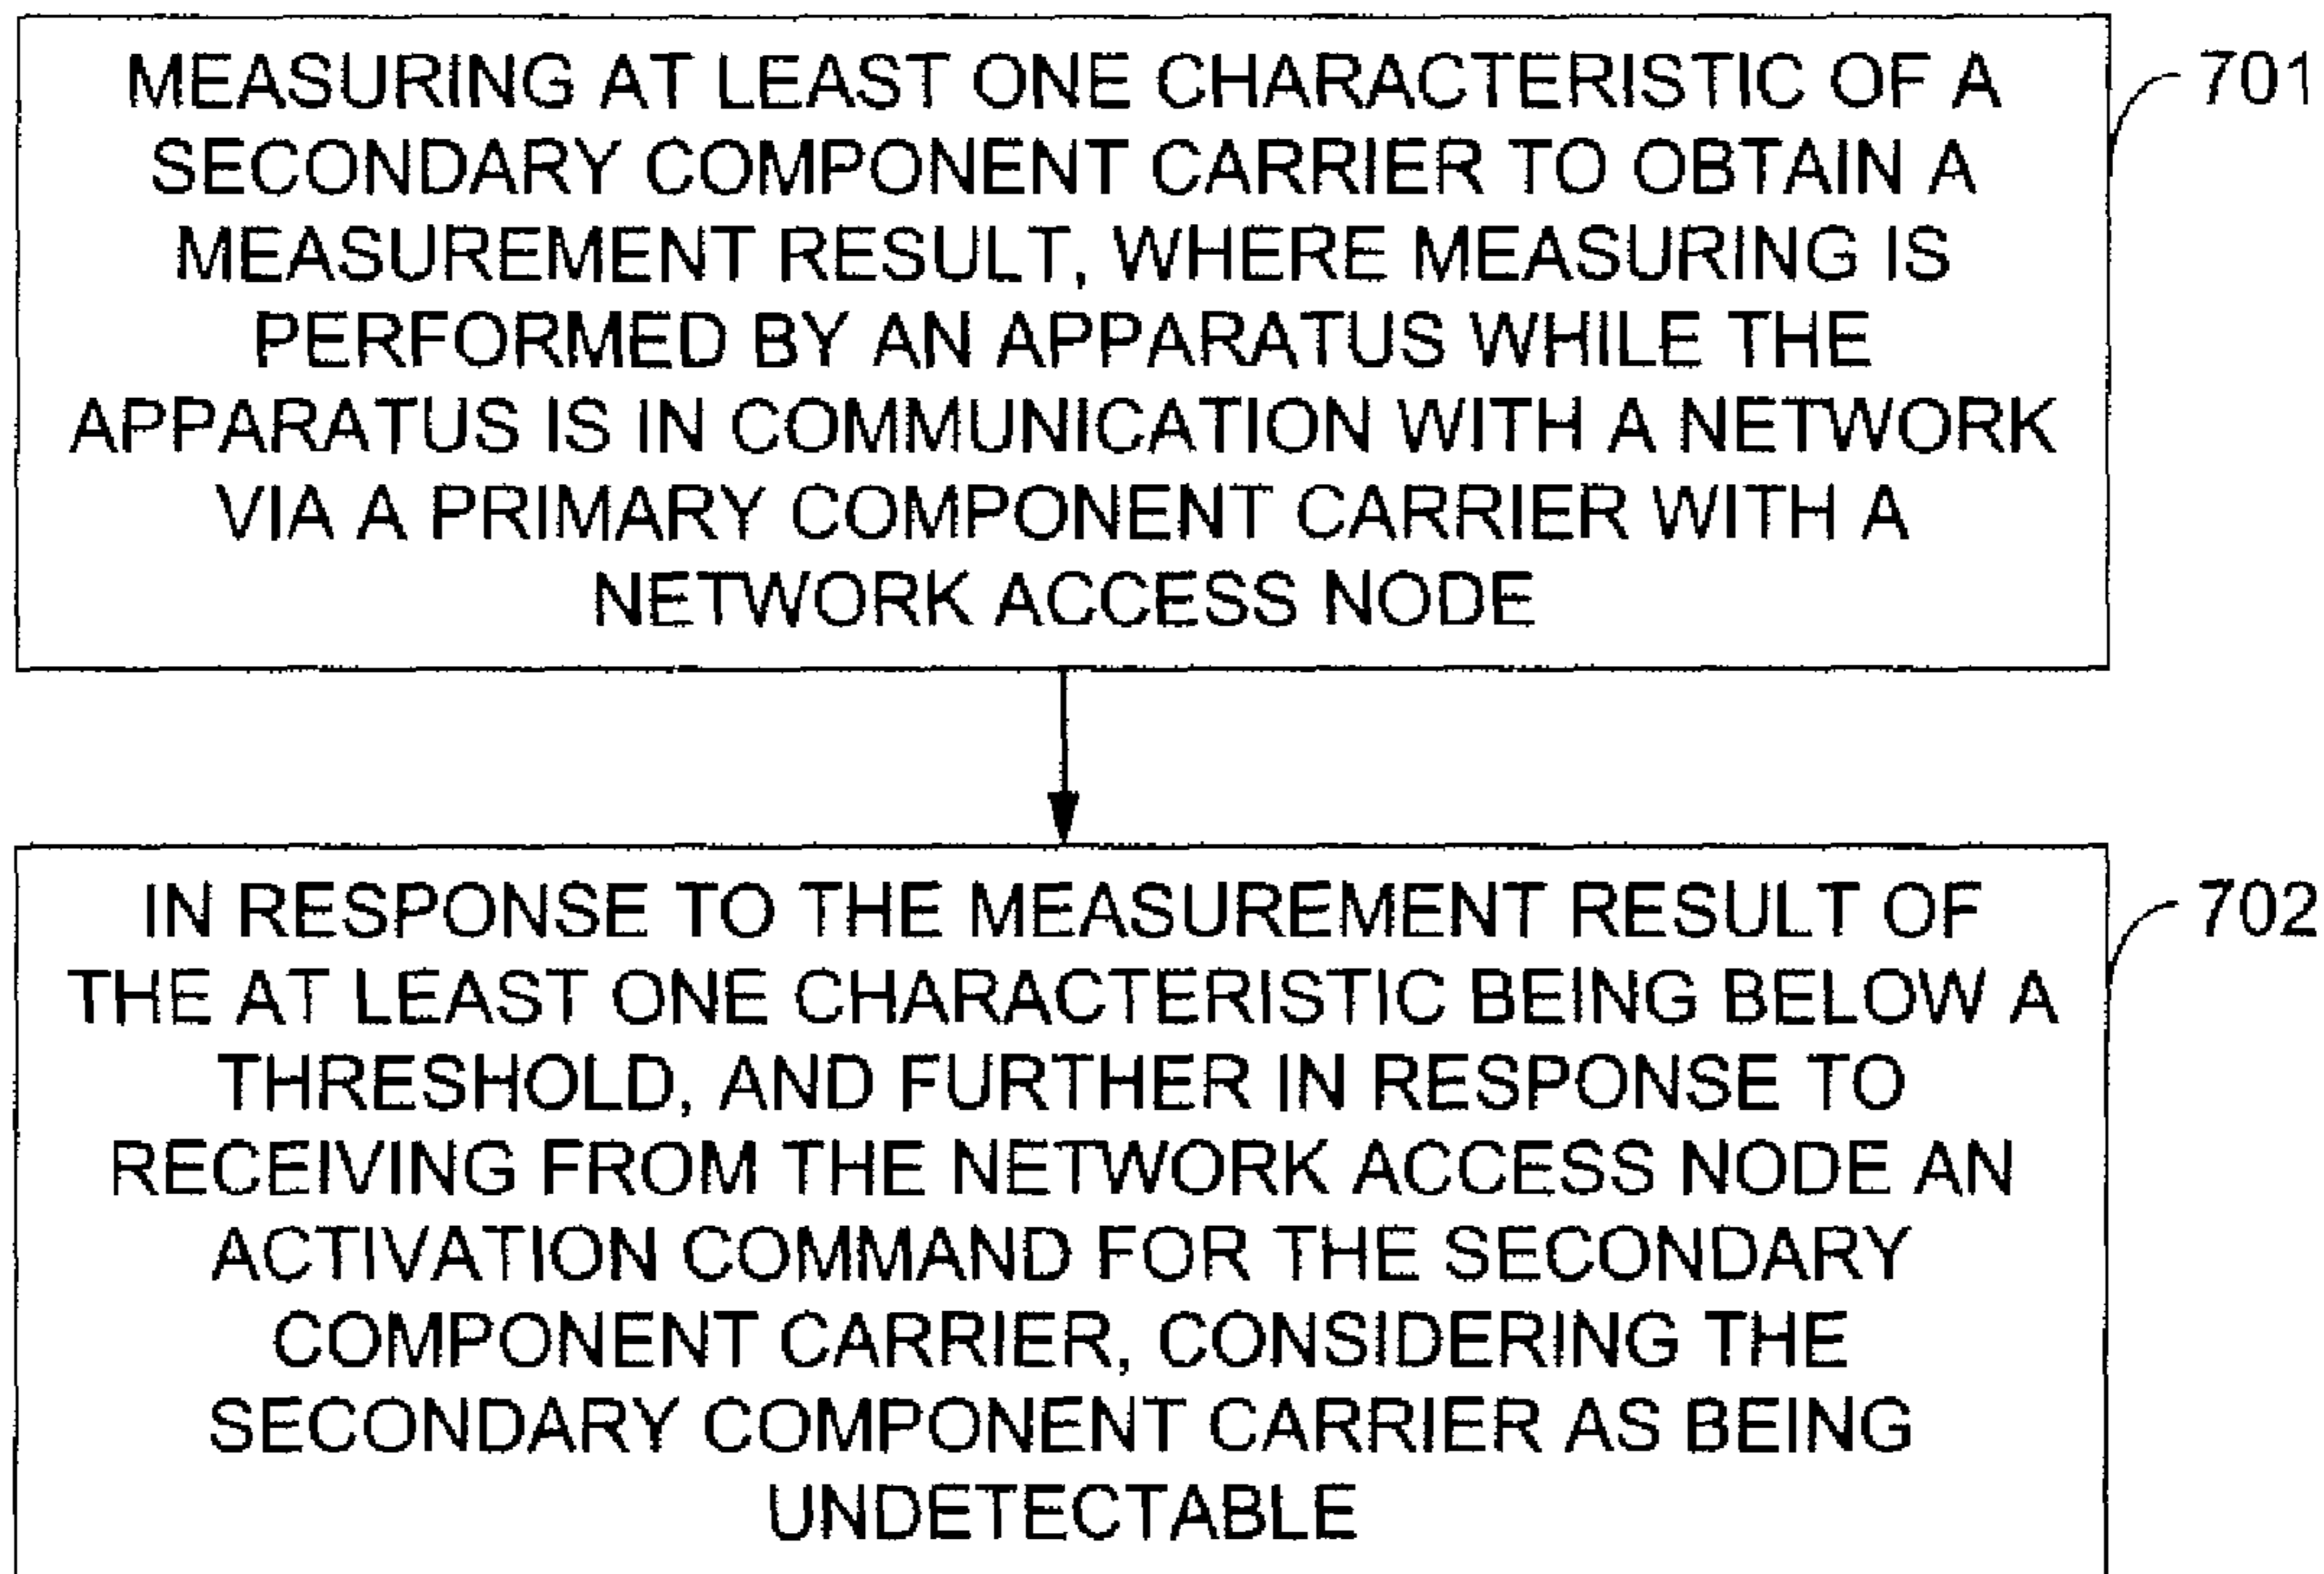 MEASURING AT LEAST ONE CHARACTERISTIC OF A
SECONDARY COMPONENT CARRIER TO OBTAIN A
MEASUREMENT RESULT, WHERE MEASURING IS
PERFORMED BY AN APPARATUS WHILE THE
APPARATUS IS IN COMMUNICATION WITH A NETWORK
VIA A PRIMARY COMPONENT CARRIER WITH A
NETWORK ACCESS NODE
701
IN RESPONSE TO THE MEASUREMENT RESULT OF
THE AT LEAST ONE CHARACTERISTIC BEING BELOW A
THRESHOLD, AND FURTHER IN RESPONSE TO
RECEIVING FROM THE NETWORK ACCESS NODE AN
ACTIVATION COMMAND FOR THE SECONDARY
COMPONENT CARRIER, CONSIDERING THE
SECONDARY COMPONENT CARRIER AS BEING
UNDETECTABLE
702